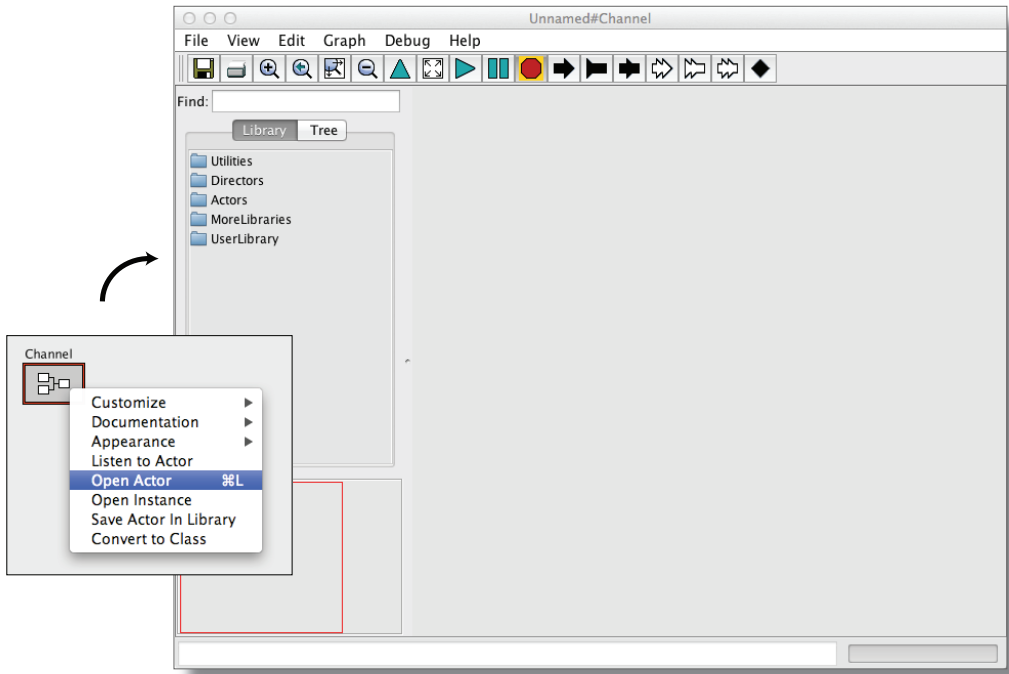 Unnamed#Channel
File View Edit Graph Debug Help
Find:
Library Tree
Utilities
Directors
Actors
MoreLibraries
UserLibrary
Channel
Customize
Documentation
Appearance
Listen to Actor
Open Actor ⌘L
Open Instance
Save Actor In Library
Convert to Class